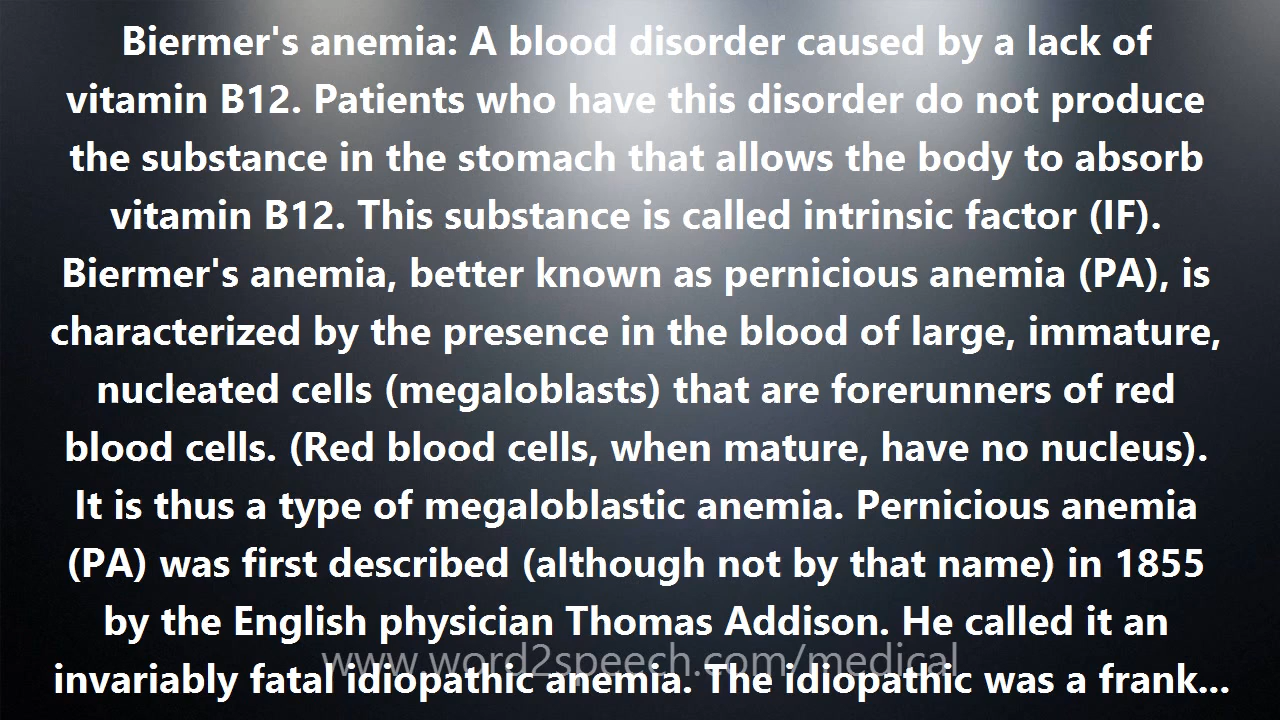 Biermer's anemia: A blood disorder caused by a lack of
vitamin B12. Patients who have this disorder do not produce
the substance in the stomach that allows the body to absorb
vitamin B12. This substance is called intrinsic factor (IF).
Biermer's anemia, better known as pernicious anemia (PA), is
characterized by the presence in the blood of large, immature,
nucleated cells (megaloblasts) that are forerunners of red
blood cells. (Red blood cells, when mature, have no nucleus).
It is thus a type of megaloblastic anemia. Pernicious anemia
(PA) was first described (although not by that name) in 1855
by the English physician Thomas Addison. He called it an
www.word2speech.com/medical
invariably fatal idiopathic anemia. The idiopathic was a frank...